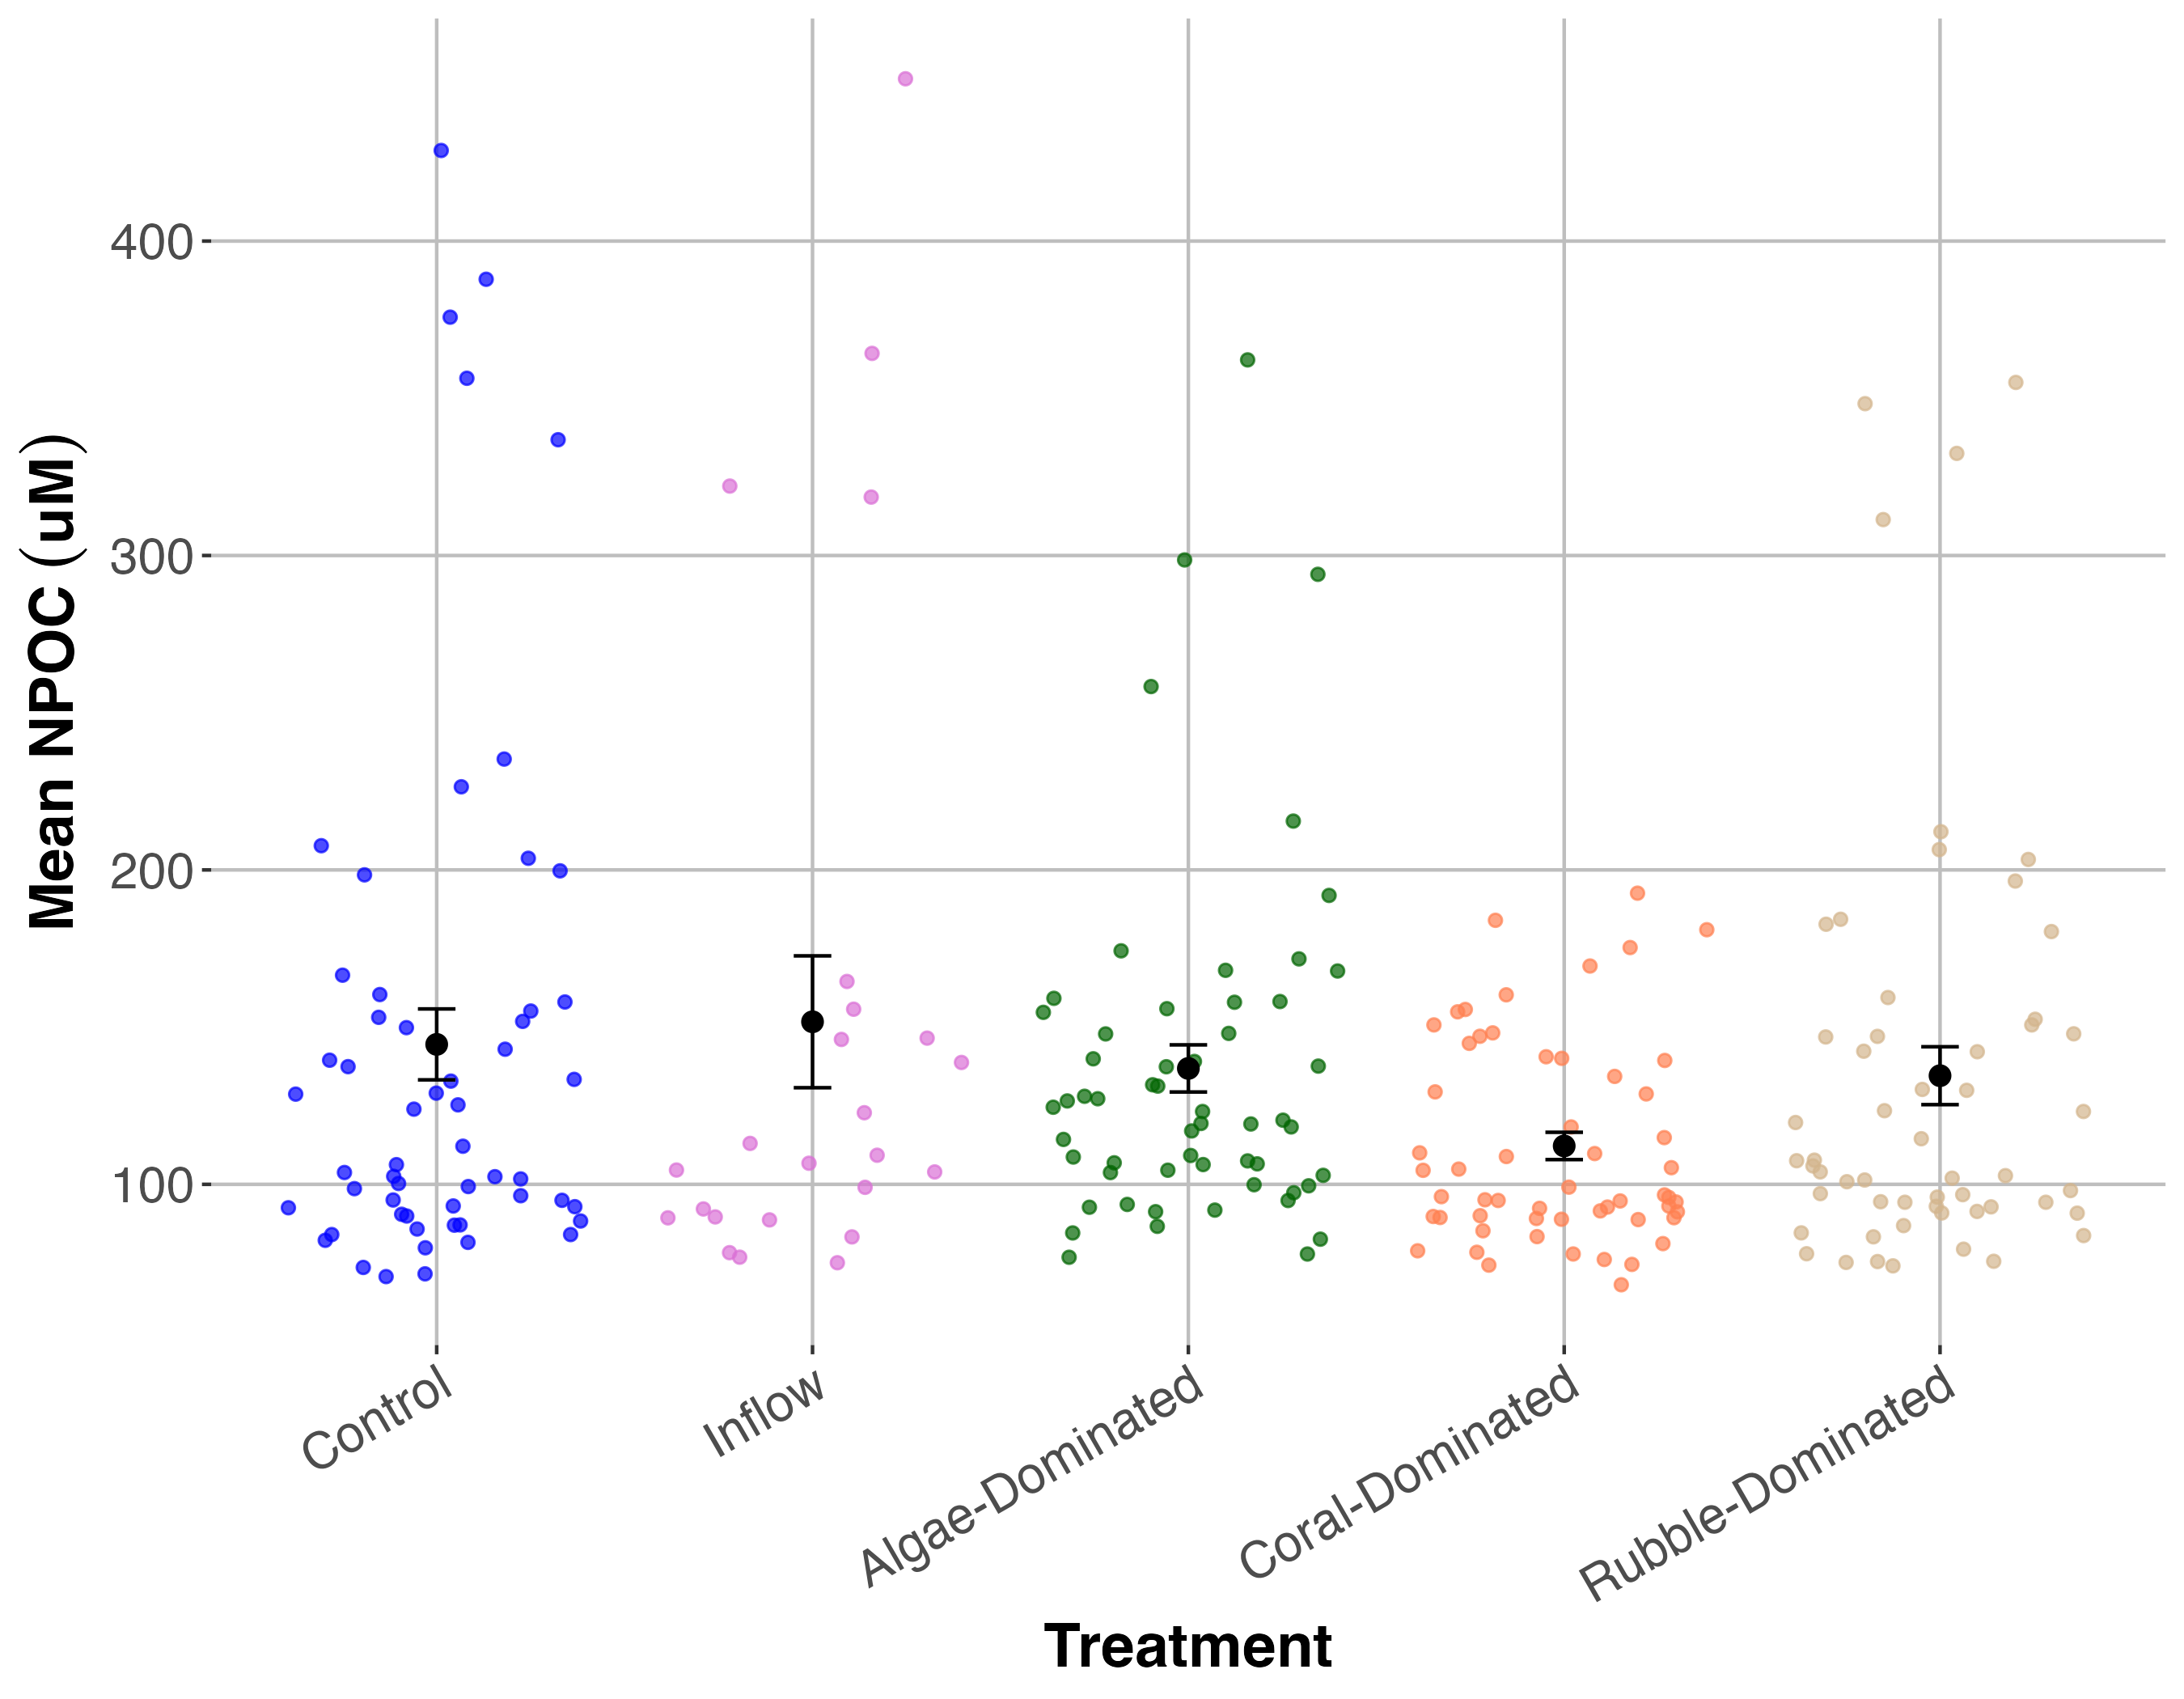 Mean NPOC (uM)
400
300
200
100
Control
Inflow
Algae-Dominated
Coral-Dominated
Rubble-Dominated
Treatment